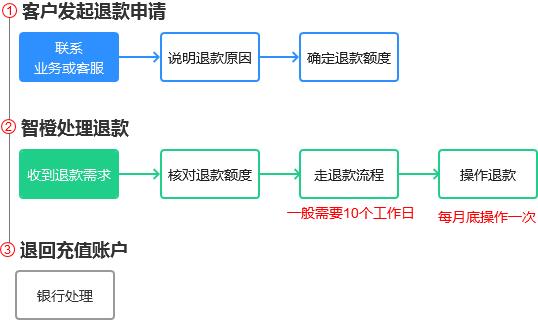 ① 客户发起退款申请
联系
业务或客服
说明退款原因
确定退款额度
② 智橙处理退款
收到退款需求
核对退款额度
走退款流程
操作退款
一般需要10个工作日
每月底操作一次
③ 退回充值账户
银行处理